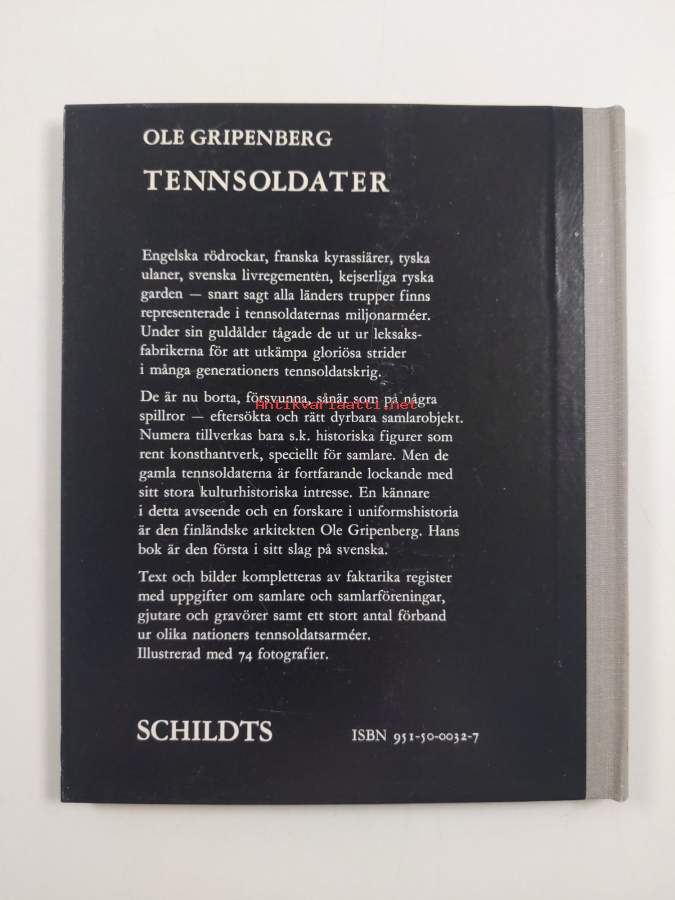 OLE GRIPENBERG
TENNSOLDATER
Engelska rödrockar, franska kyrassiärer, tyska
ulaner, svenska livregementen, kejserliga ryska
garden — snart sagt alla länders trupper finns
representerade i tennsoldaternas miljonarméer.
Under sin guldålder tågade de ut ur leksaks-
fabrikerna för att utkämpa gloriösa strider
i många generationers tennsoldatskrig.
De är nu borta, försvunna, sånär som på några
Antikvariaatti.net
spillror — eftersökta och rätt dyrbara samlarobjekt.
Numera tillverkas bara s.k. historiska figurer som
rent konsthantverk, speciellt för samlare. Men de
gamla tennsoldaterna är fortfarande lockande med
sitt stora kulturhistoriska intresse. En kännare
i detta avseende och en forskare i uniformshistoria
är den finländske arkitekten Ole Gripenberg. Hans
bok är den första i sitt slag på svenska.
Text och bilder kompletteras av faktarika register
med uppgifter om samlare och samlarföreningar,
gjutare och gravörer samt ett stort antal förband
ur olika nationers tennsoldatsarméer.
Illustrerad med 74 fotografier.
SCHILDTS
ISBN 951-50-0032-7